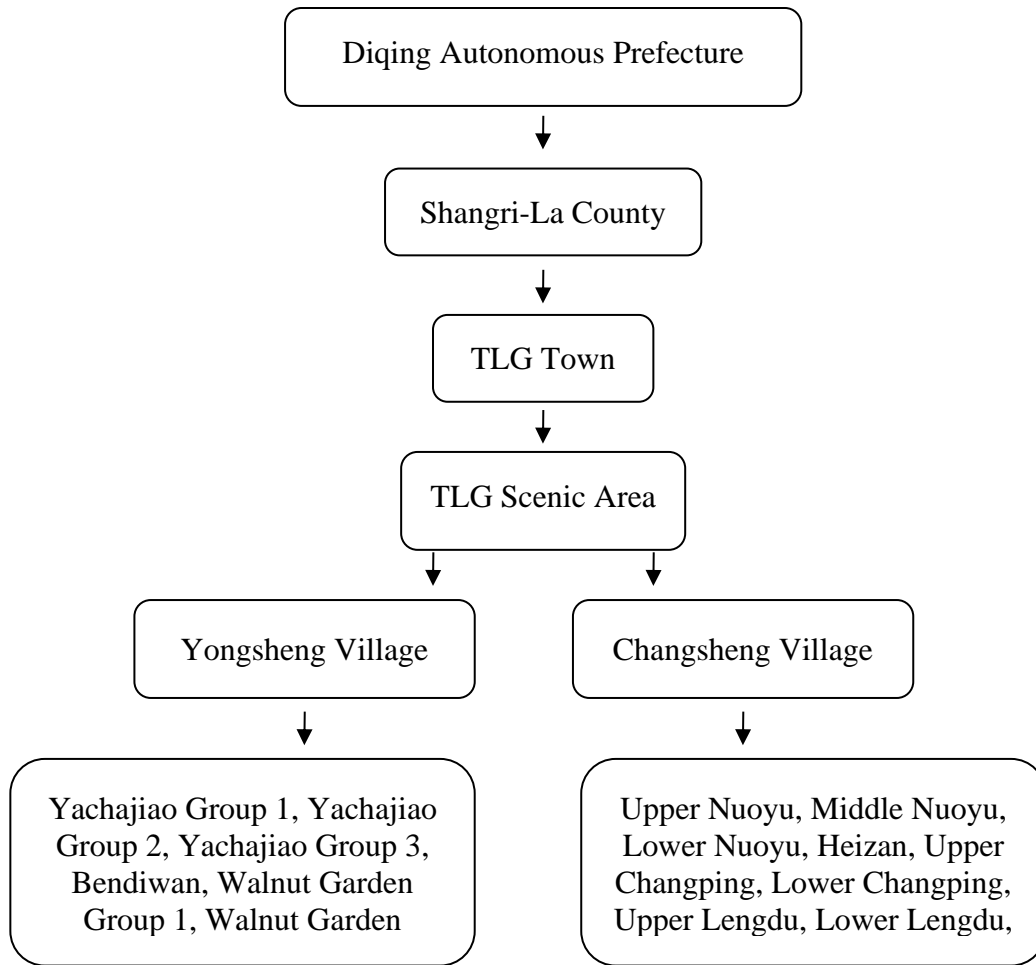 Diqing Autonomous Prefecture
Shangri-La County
TLG Town
TLG Scenic Area
Yongsheng Village
Changsheng Village
Yachajiao Group 1, Yachajiao
Group 2, Yachajiao Group 3,
Bendiwan, Walnut Garden
Group 1, Walnut Garden
Upper Nuoyu, Middle Nuoyu,
Lower Nuoyu, Heizan, Upper
Changping, Lower Changping,
Upper Lengdu, Lower Lengdu,